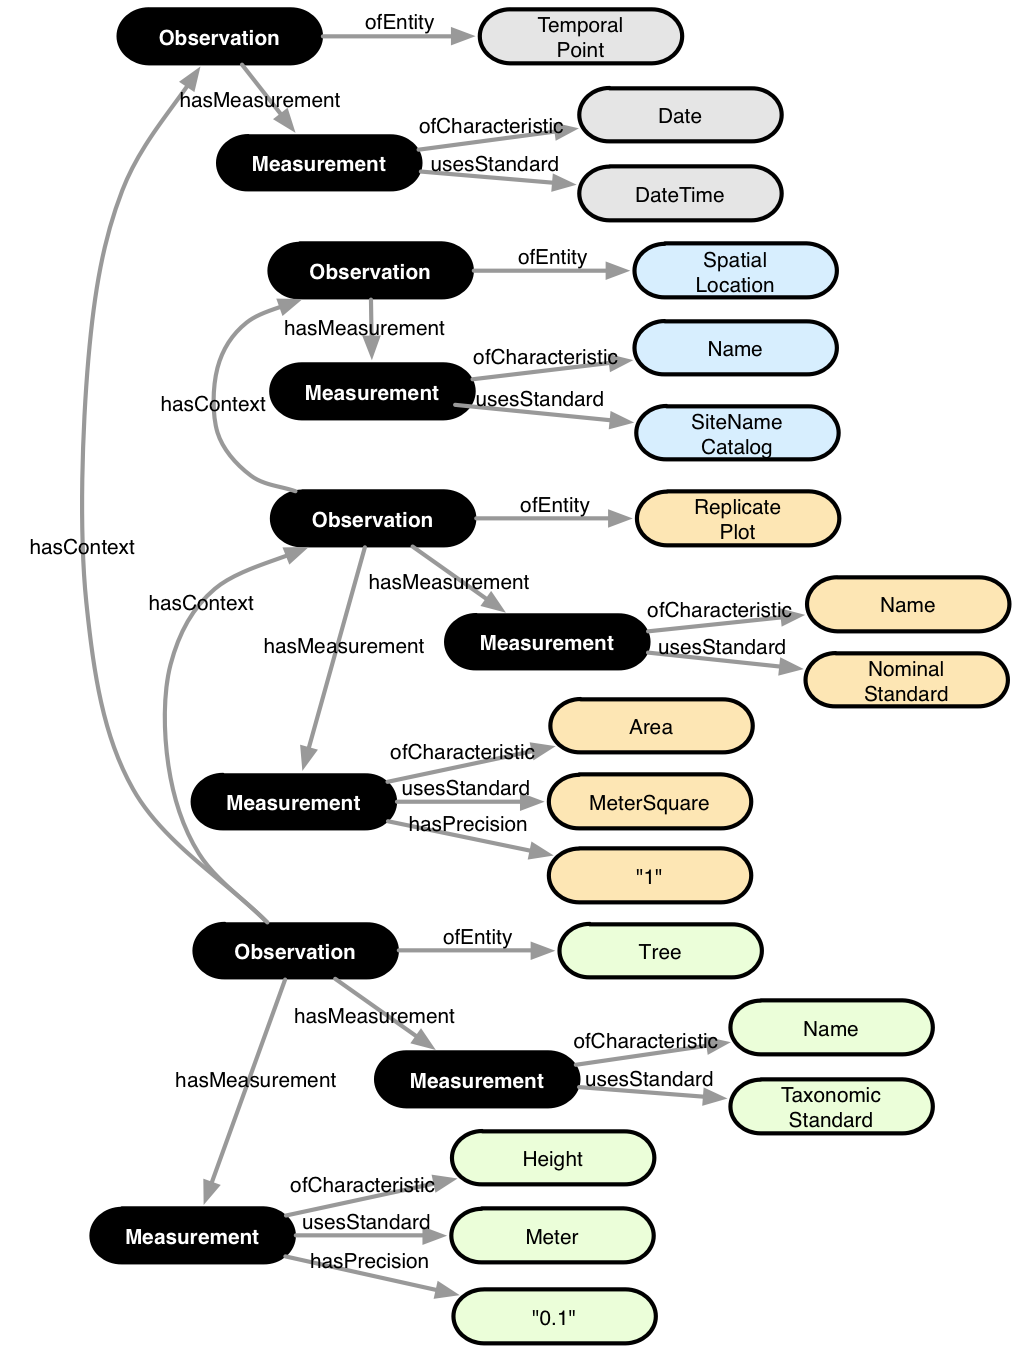 Observation
ofEntity
Temporal
Point
hasMeasurement
Measurement
ofCharacteristic
Date
usesStandard
DateTime
Observation
ofEntity
Spatial
Location
hasMeasurement
Measurement
ofCharacteristic
Name
usesStandard
SiteName
Catalog
hasContext
Observation
ofEntity
Replicate
Plot
hasContext
hasContext
hasMeasurement
Measurement
ofCharacteristic
Name
usesStandard
Nominal
Standard
hasMeasurement
Measurement
ofCharacteristic
Area
usesStandard
MeterSquare
hasPrecision
"1"
Observation
ofEntity
Tree
hasMeasurement
Measurement
ofCharacteristic
Name
usesStandard
Taxonomic
Standard
hasMeasurement
Measurement
ofCharacteristic
Height
usesStandard
Meter
hasPrecision
"0.1"